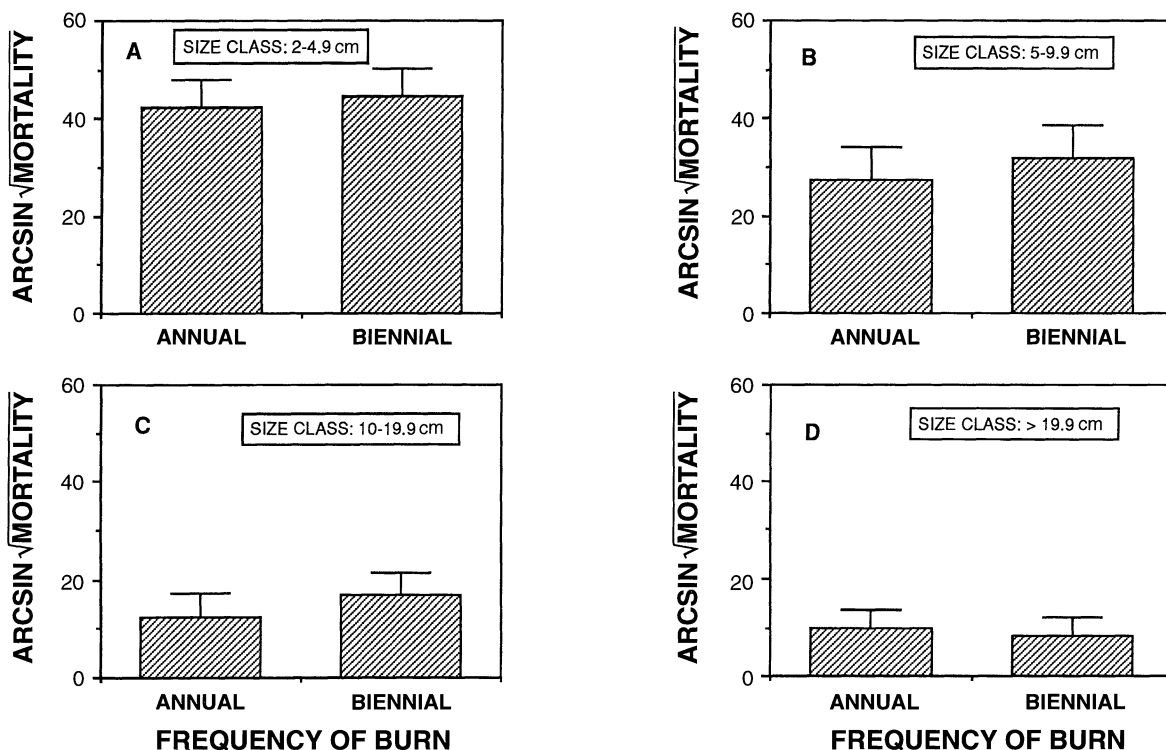 60
40
20
0
ARCSIN √MORTALITY
A
SIZE CLASS: 2-4.9 cm
ANNUAL BIENNIAL
60
40
20
0
ARCSIN √MORTALITY
B
SIZE CLASS: 5-9.9 cm
ANNUAL BIENNIAL
60
40
20
0
ARCSIN √MORTALITY
C
SIZE CLASS: 10-19.9 cm
ANNUAL BIENNIAL
FREQUENCY OF BURN
60
40
20
0
ARCSIN √MORTALITY
D
SIZE CLASS: > 19.9 cm
ANNUAL BIENNIAL
FREQUENCY OF BURN